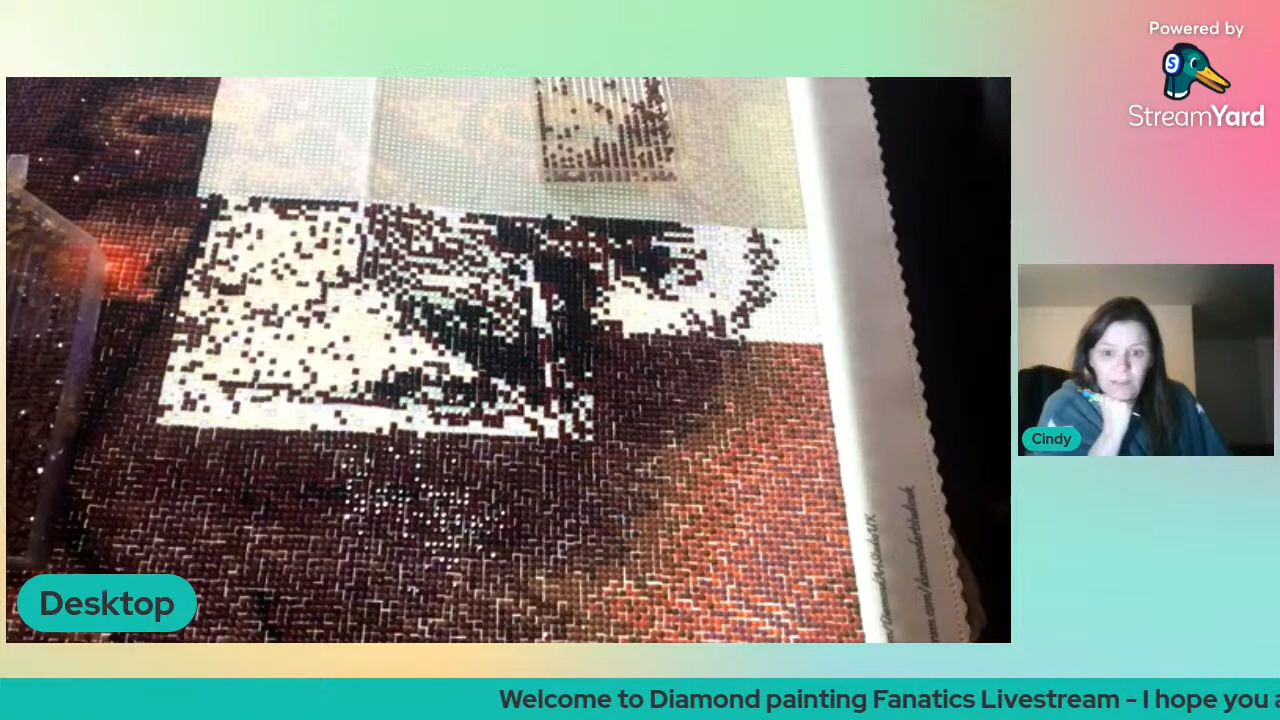 Powered by
StreamYard
Cindy
Desktop
Welcome to Diamond painting Fanatics Livestream - I hope you